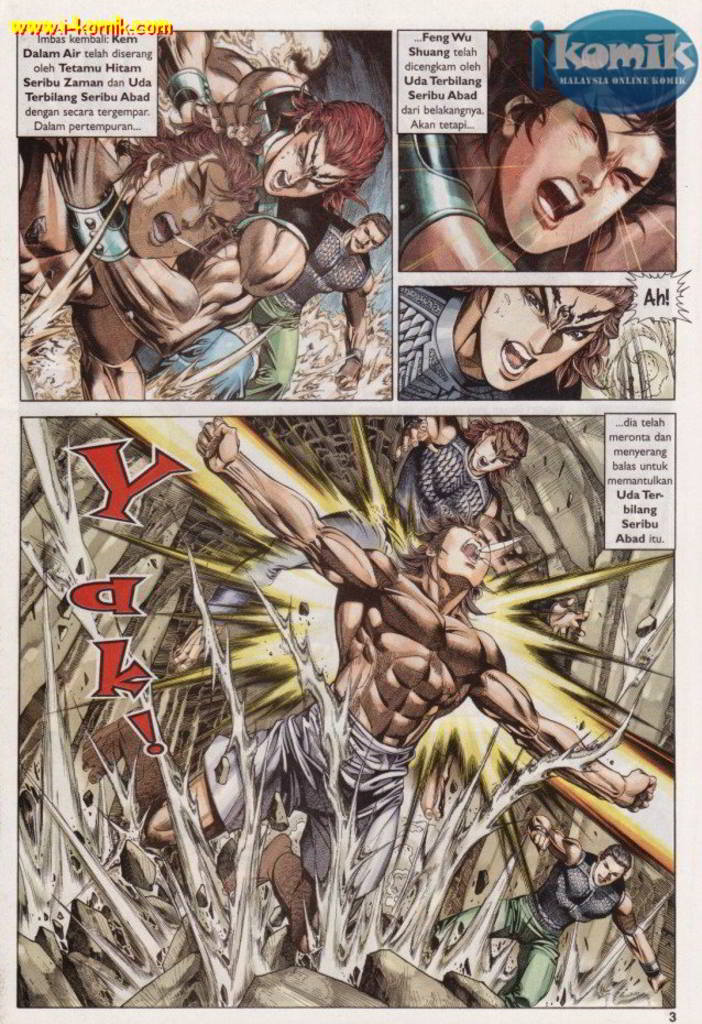 www.i-komik.com
Imbas kembali: Kem
Dalam Air telah diserang
oleh Tetamu Hitam
Seribu Zaman dan Uda
Terbilang Seribu Abad
dengan secara tergempar.
Dalam pertempuran...
...Feng Wu
Shuang telah
dicengkam oleh
Uda Terbilang
Seribu Abad
dari belakangnya.
Akan tetapi...
ikomik
MALAYSIA ONLINE KOMIK
Ah!
...dia telah
meronta dan
menyerang
balas untuk
memantulkan
Uda Ter-
bilang
Seribu
Abad itu.
Yak!
3